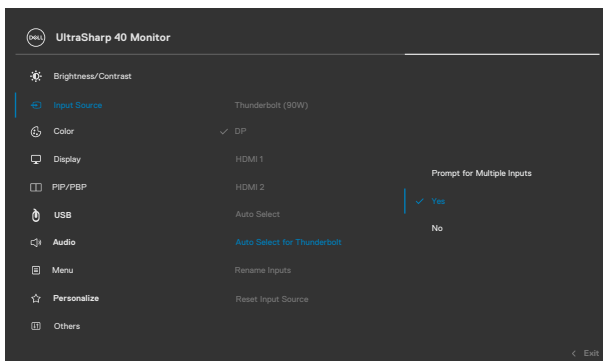 DELL
UltraSharp 40 Monitor
Brightness/Contrast
Input Source
Color
Display
PIP/PBP
USB
Audio
Menu
Personalize
Others
Thunderbolt (90W)
DP
HDMI 1
HDMI 2
Auto Select
Auto Select for Thunderbolt
Rename Inputs
Reset Input Source
Prompt for Multiple Inputs
Yes
No
Exit